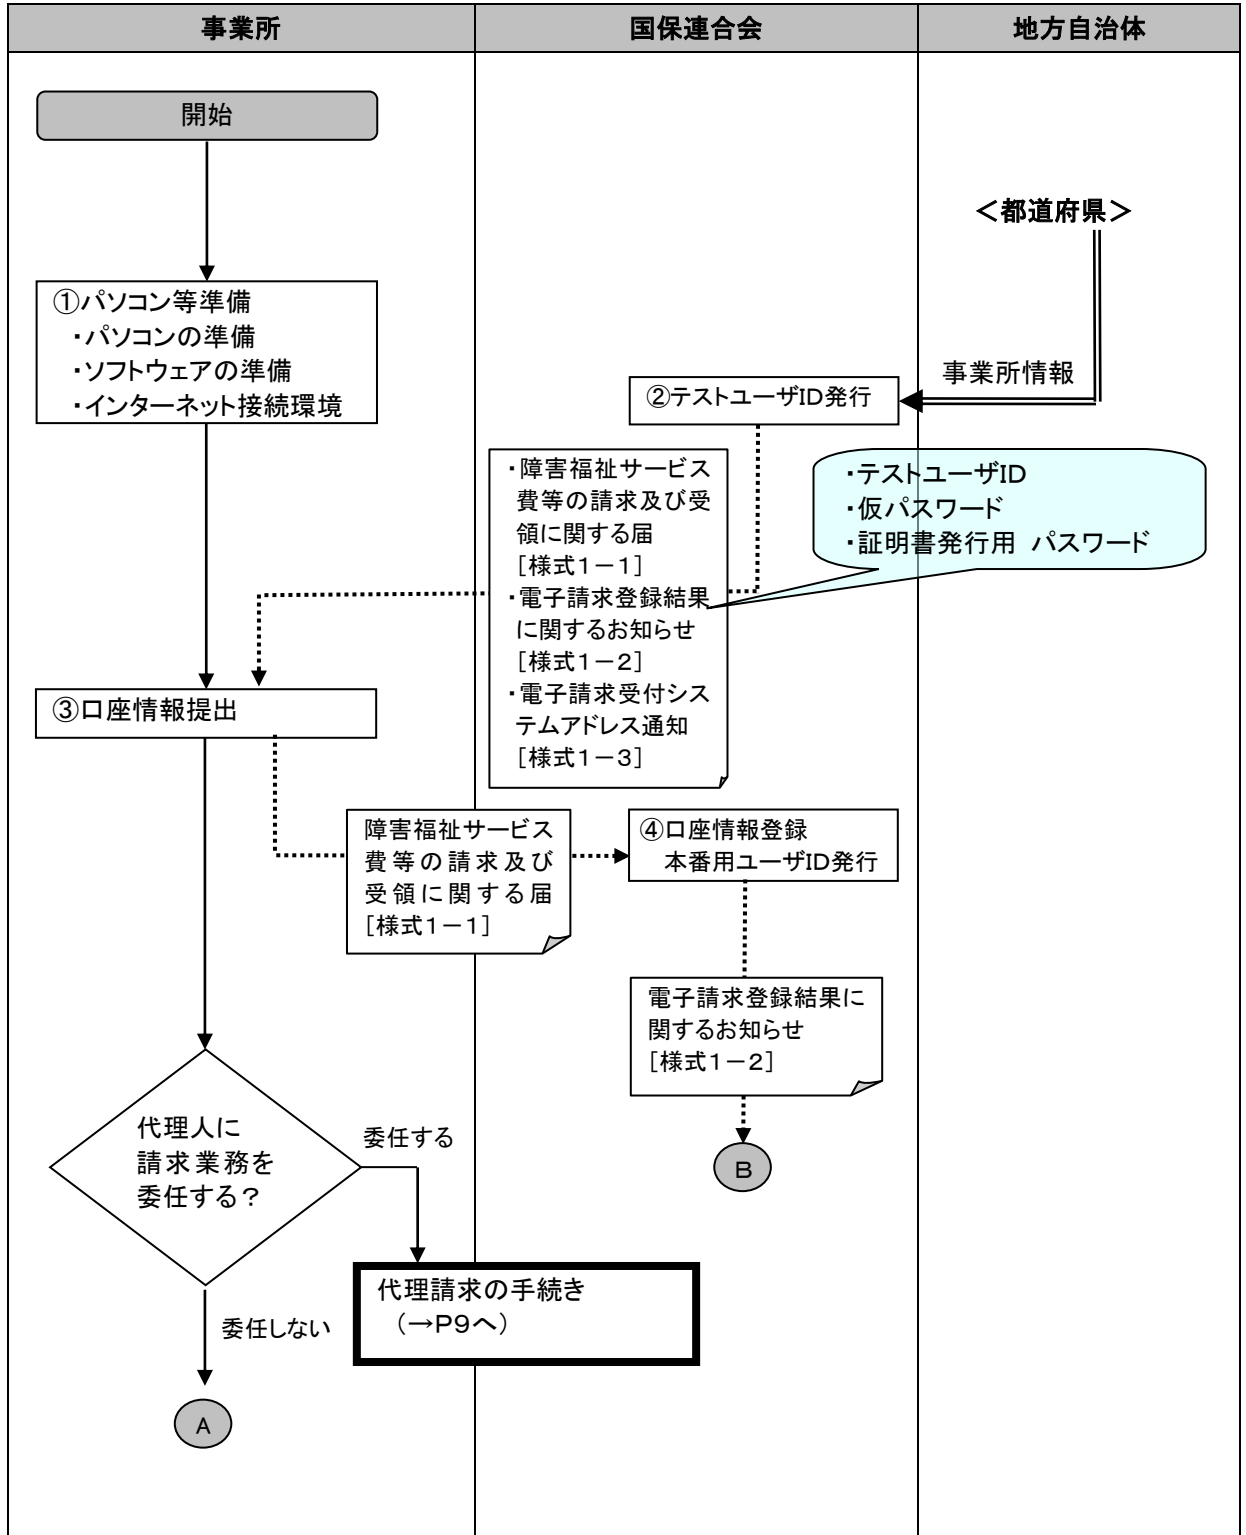 事業所
国保連合会
地方自治体
開始
＜都道府県＞
①パソコン等準備
・パソコンの準備
・ソフトウェアの準備
・インターネット接続環境
事業所情報
②テストユーザID発行
・障害福祉サービス
費等の請求及び受
領に関する届
［様式１－１］
・電子請求登録結果
に関するお知らせ
［様式１－２］
・電子請求受付シス
テムアドレス通知
［様式１－３］
・テストユーザID
・仮パスワード
・証明書発行用 パスワード
③口座情報提出
障害福祉サービス
費等の請求及び
受領に関する届
［様式１－１］
④口座情報登録
本番用ユーザID発行
電子請求登録結果に
関するお知らせ
［様式１－２］
B
代理人に
請求業務を
委任する？
委任する
代理請求の手続き
（→P９へ）
委任しない
A